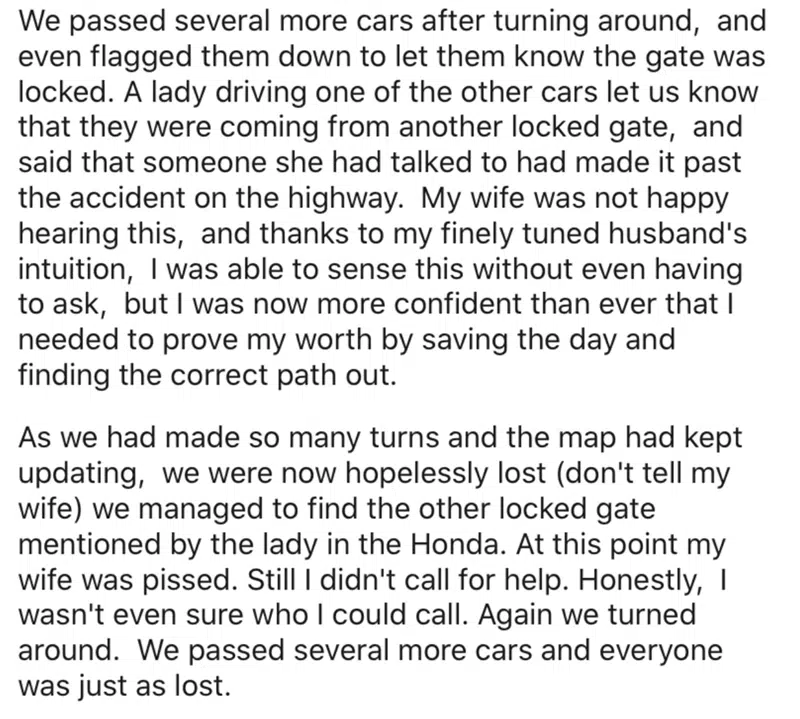 We passed several more cars after turning around,  and
even flagged them down to let them know the gate was
locked. A lady driving one of the other cars let us know
that they were coming from another locked gate,  and
said that someone she had talked to had made it past
the accident on the highway.  My wife was not happy
hearing this,  and thanks to my finely tuned husband's
intuition,  I was able to sense this without even having
to ask,  but I was now more confident than ever that I
needed to prove my worth by saving the day and
finding the correct path out.
As we had made so many turns and the map had kept
updating,  we were now hopelessly lost (don't tell my
wife) we managed to find the other locked gate
mentioned by the lady in the Honda. At this point my
wife was pissed. Still I didn't call for help. Honestly,  I
wasn't even sure who I could call. Again we turned
around.  We passed several more cars and everyone
was just as lost.